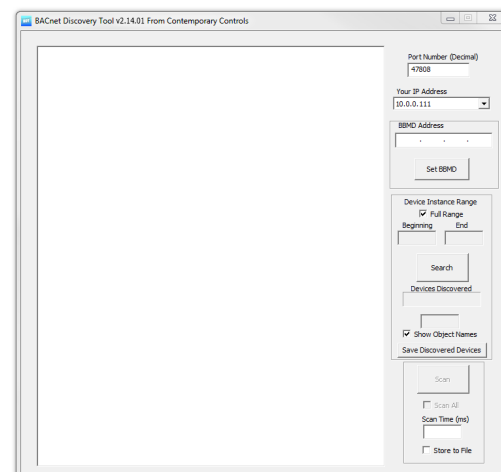 BACnet Discovery Tool v2.14.01 From Contemporary Controls
Port Number (Decimal)
47808
Your IP Address
10.0.0.111
BBMD Address
. . .
Set BBMD
Device Instance Range
Full Range
Beginning End
Search
Devices Discovered
Show Object Names
Save Discovered Devices
Scan
Scan All
Scan Time (ms)
Store to File